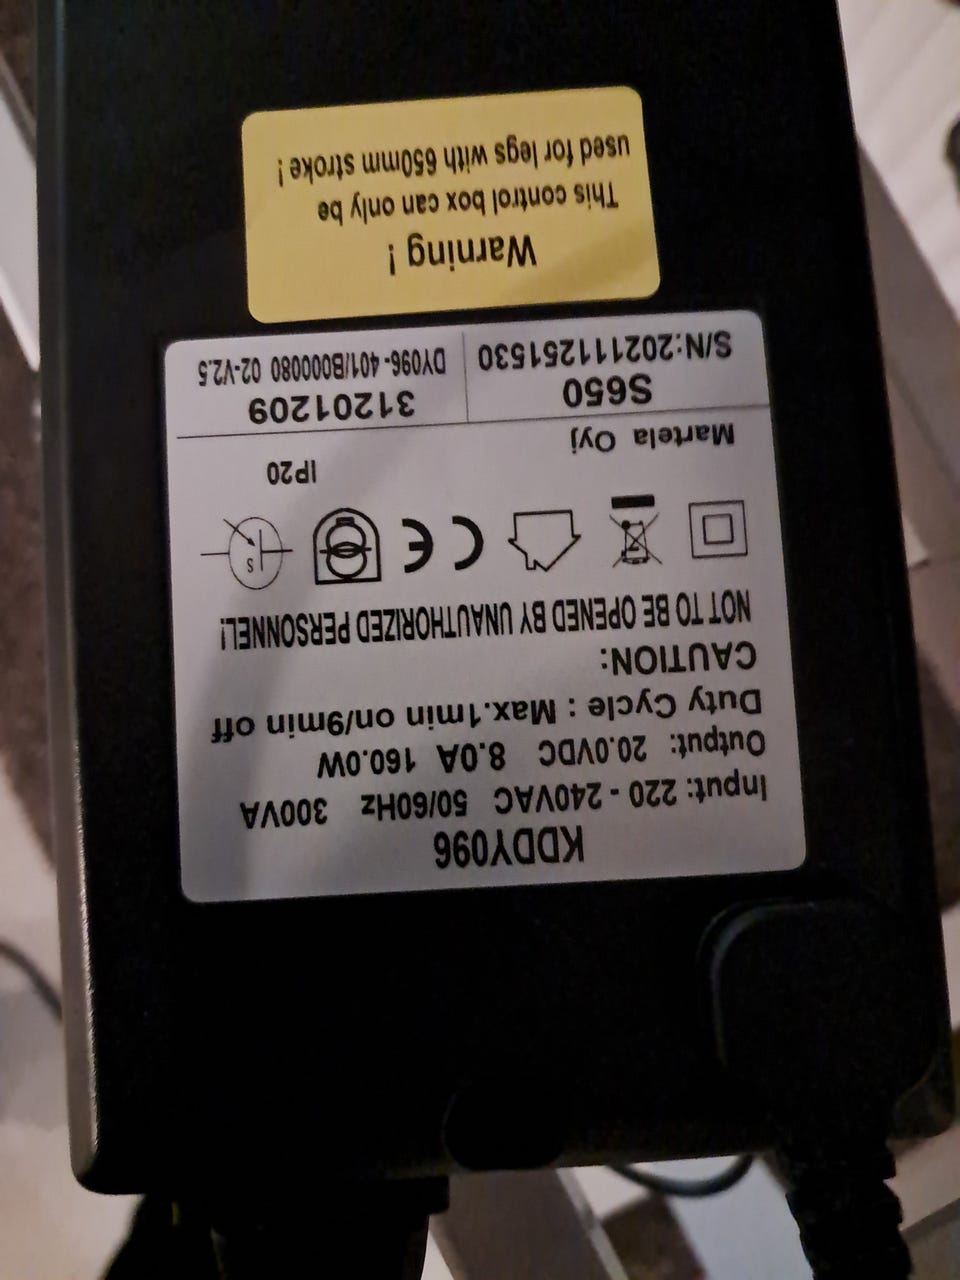 KDDY096
Input: 220 - 240VAC 50/60Hz 300VA
Output: 20.0VDC 8.0A 160.0W
Duty Cycle : Max.1min on/9min off
CAUTION:
NOT TO BE OPENED BY UNAUTHORIZED PERSONNEL!
CE
S
IP20
Martela Oyj
S650 31201209
S/N:202111251530 DY096-401/B000080 02-V2.5
Warning !
This control box can only be
used for legs with 650mm stroke !